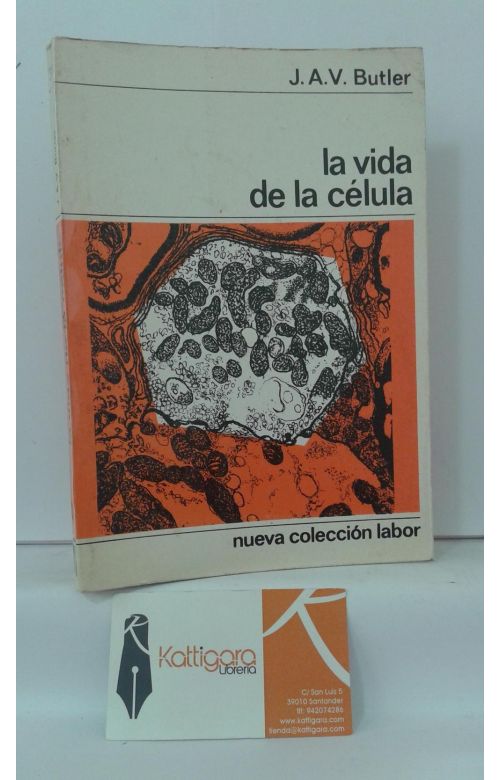 J.A.V. Butler
la vida
de la célula
nueva colección labor
Kattigara
Librería
C/ San Luis 5
39010 Santander
tlf: 942074286
www.kattigara.com
tienda@kattigara.com